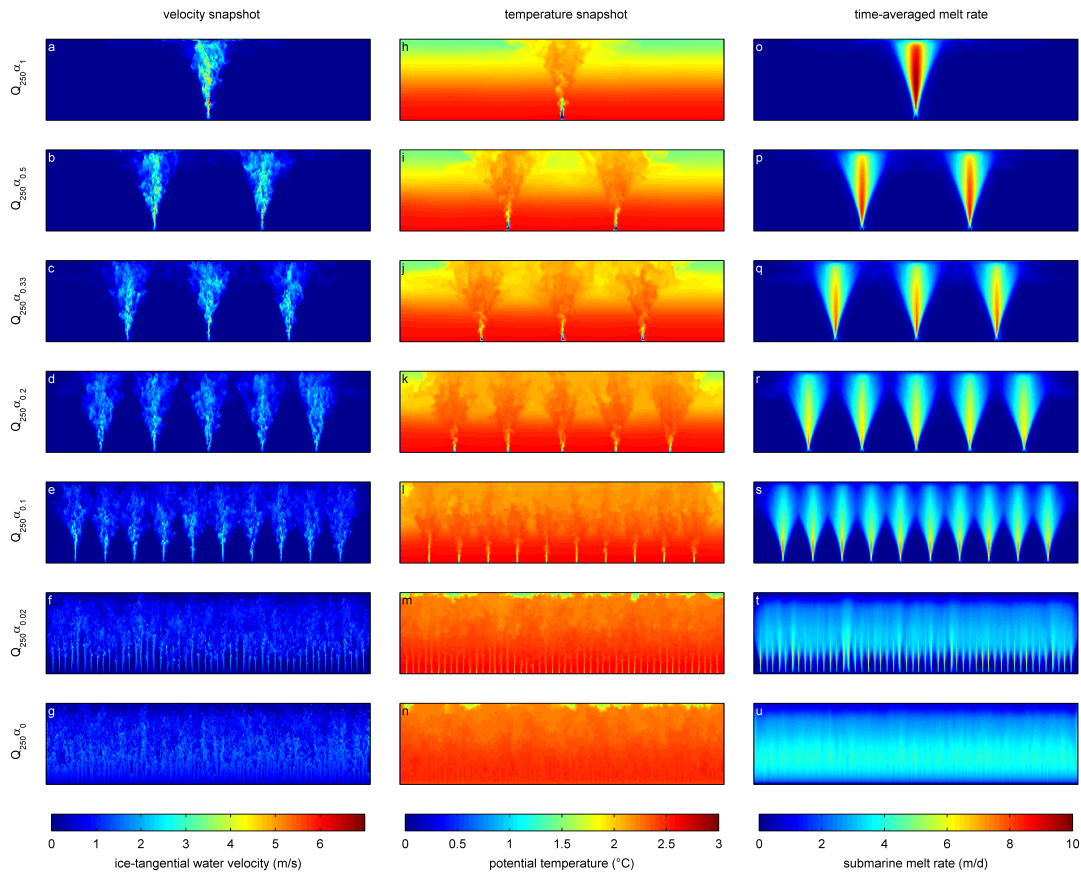 velocity snapshot temperature snapshot time-averaged melt rate
Q250α1 a h o
Q250α0.5 b i p
Q250α0.33 c j q
Q250α0.2 d k r
Q250α0.1 e l s
Q250α0.02 f m t
Q250α0 g n u
0 1 2 3 4 5 6 0 0.5 1 1.5 2 2.5 3 0 2 4 6 8 10
ice-tangential water velocity (m/s) potential temperature (°C) submarine melt rate (m/d)